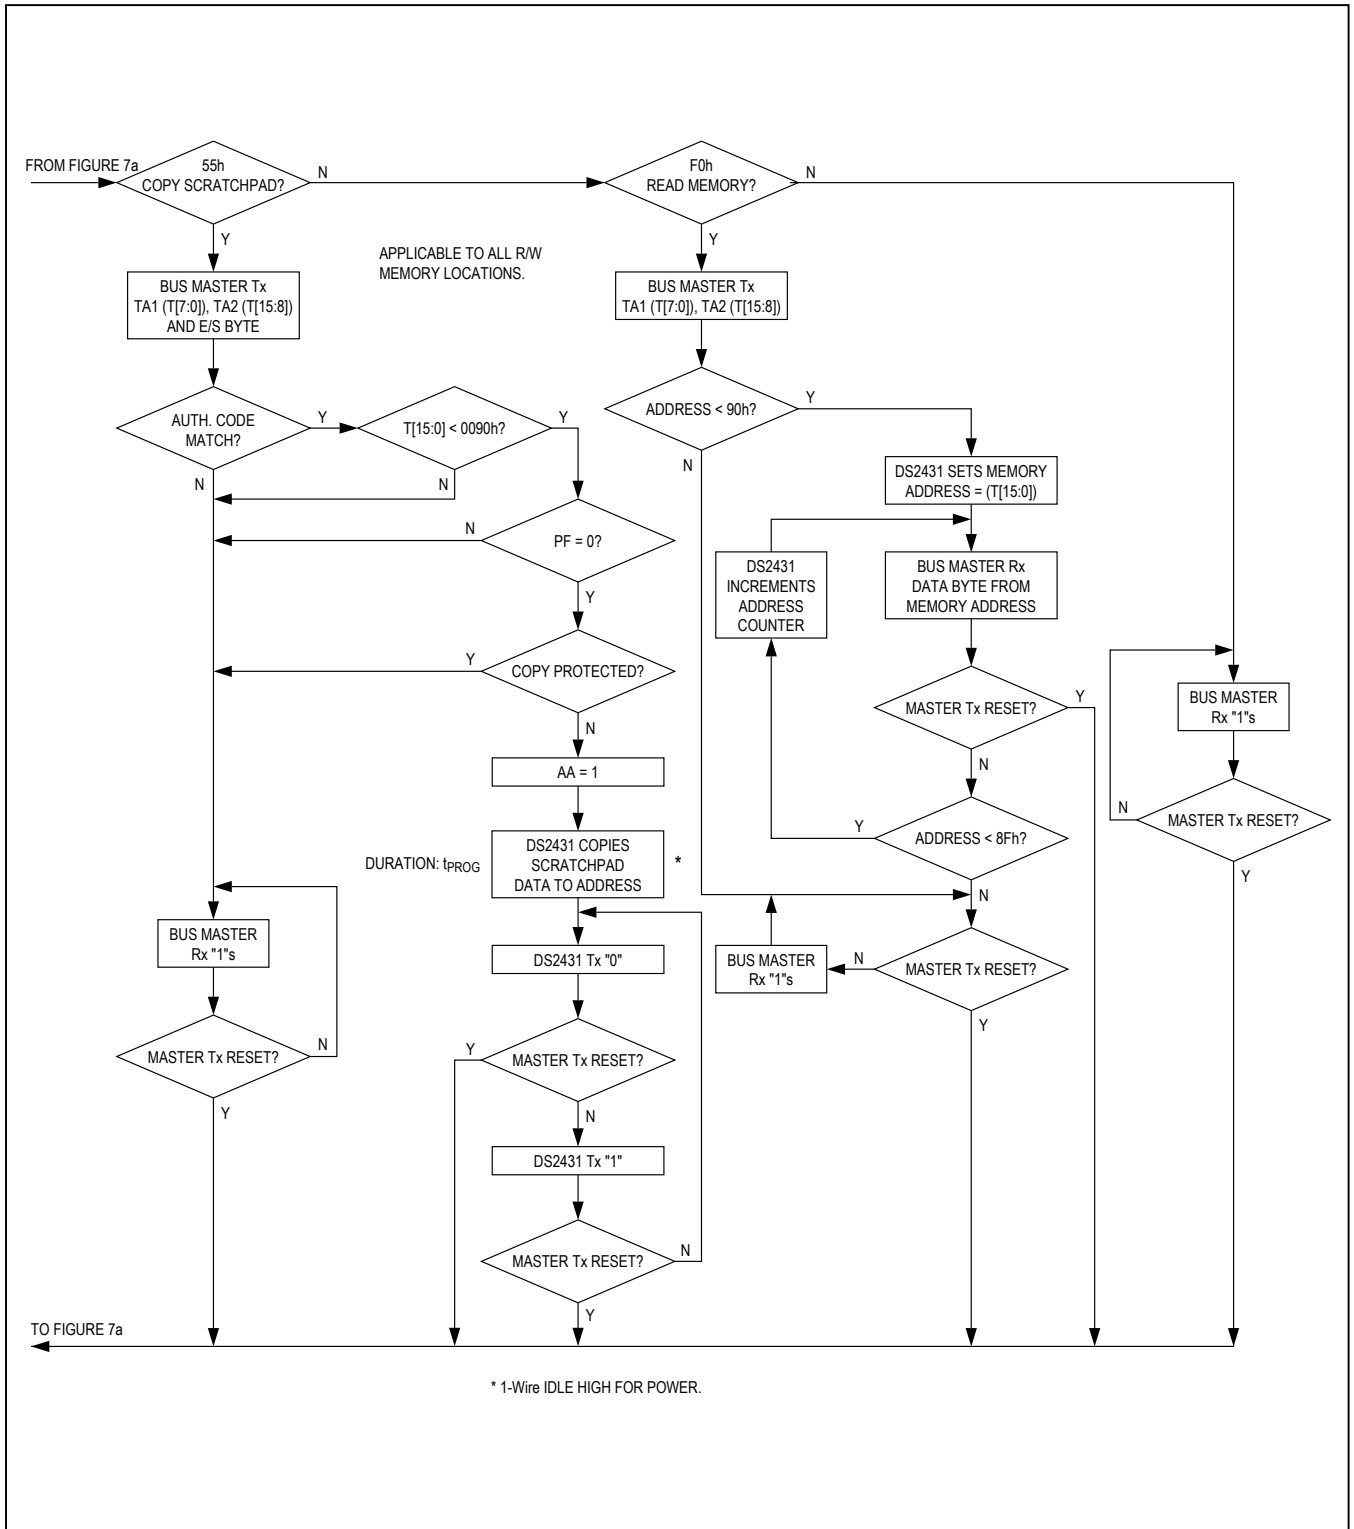 FROM FIGURE 7a
55h
COPY SCRATCHPAD?
N
Y
F0h
READ MEMORY?
N
Y
APPLICABLE TO ALL R/W
MEMORY LOCATIONS.
BUS MASTER Tx
TA1 (T[7:0]), TA2 (T[15:8])
AND E/S BYTE
BUS MASTER Tx
TA1 (T[7:0]), TA2 (T[15:8])
AUTH. CODE
MATCH?
Y
N
T[15:0] < 0090h?
Y
N
ADDRESS < 90h?
Y
N
DS2431 SETS MEMORY
ADDRESS = (T[15:0])
PF = 0?
N
Y
DS2431
INCREMENTS
ADDRESS
COUNTER
BUS MASTER Rx
DATA BYTE FROM
MEMORY ADDRESS
COPY PROTECTED?
Y
N
MASTER Tx RESET?
Y
N
BUS MASTER
Rx "1"s
AA = 1
MASTER Tx RESET?
N
Y
ADDRESS < 8Fh?
Y
N
DURATION: tPROG
DS2431 COPIES
SCRATCHPAD
DATA TO ADDRESS
*
BUS MASTER
Rx "1"s
DS2431 Tx "0"
BUS MASTER
Rx "1"s
N
MASTER Tx RESET?
Y
MASTER Tx RESET?
N
Y
MASTER Tx RESET?
Y
N
DS2431 Tx "1"
MASTER Tx RESET?
N
Y
TO FIGURE 7a
* 1-Wire IDLE HIGH FOR POWER.